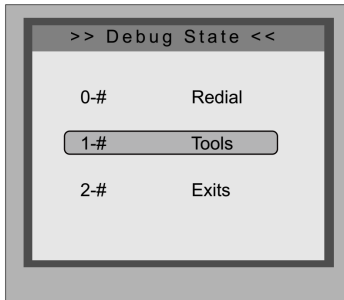 >> Debug State <<
0-# Redial
1-# Tools
2-# Exits